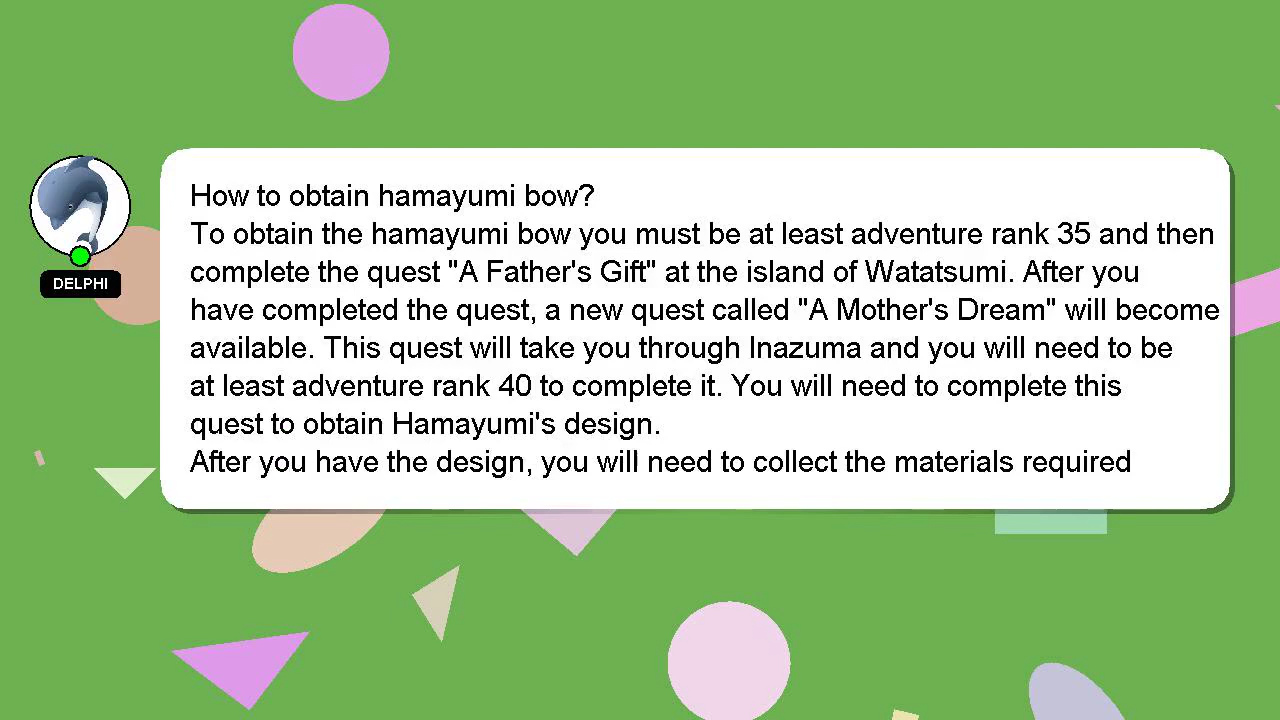 How to obtain hamayumi bow?
To obtain the hamayumi bow you must be at least adventure rank 35 and then
complete the quest "A Father's Gift" at the island of Watatsumi. After you
have completed the quest, a new quest called "A Mother's Dream" will become
available. This quest will take you through Inazuma and you will need to be
at least adventure rank 40 to complete it. You will need to complete this
quest to obtain Hamayumi's design.
After you have the design, you will need to collect the materials required
DELPHI